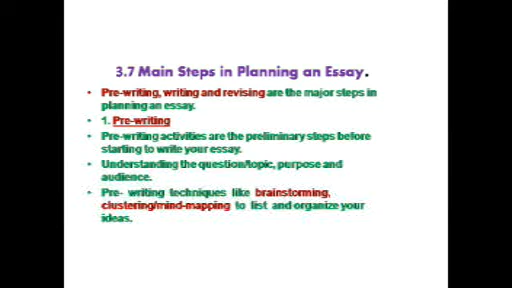 3.7 Main Steps in Planning an Essay.
• Pre-writing, writing and revising are the major steps in
planning an essay.
• 1. Pre-writing
• Pre-writing activities are the preliminary steps before
starting to write your essay.
• Understanding the question/topic, purpose and
audience.
• Pre- writing techniques like brainstorming,
clustering/mind-mapping to list and organize your
ideas.